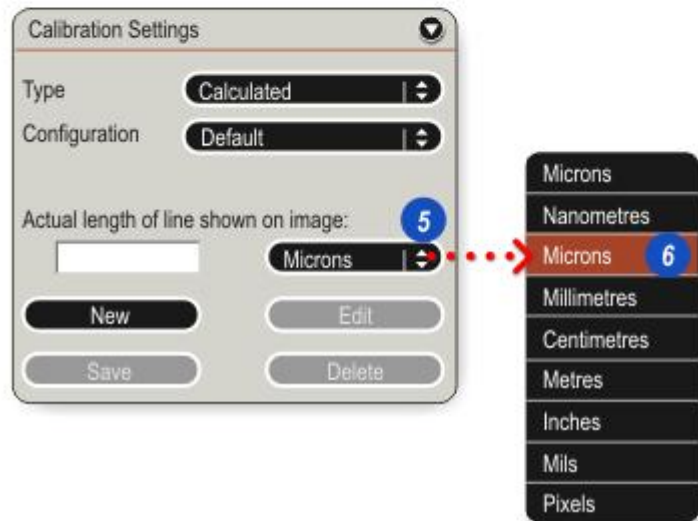 Calibration Settings
Type
Calculated
Configuration
Default
Actual length of line shown on image:
5
Microns
New
Edit
Save
Delete
Microns
Nanometres
Microns
6
Millimetres
Centimetres
Metres
Inches
Mils
Pixels